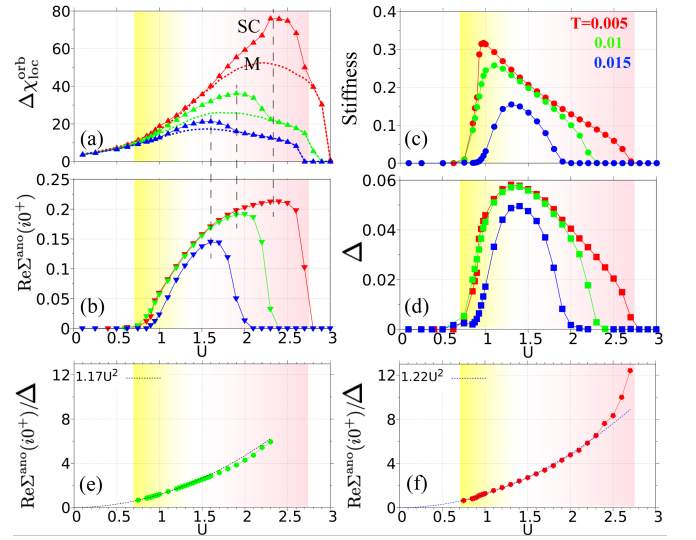 80
60
40
20
0
Δχ_loc^orb
SC
M
(a)
0.4
0.3
0.2
0.1
0
Stiffness
T=0.005
0.01
0.015
(c)
0.25
0.2
0.15
0.1
0.05
0
ReΣ^ano(i0⁺)
(b)
0 0.5 1 1.5 2 2.5 3
U
0.06
0.04
0.02
0
Δ
(d)
0 0.5 1 1.5 2 2.5 3
U
12
8
4
0
ReΣ^ano(i0⁺)/Δ
1.17U²
(e)
0 0.5 1 1.5 2 2.5 3
U
12
8
4
0
ReΣ^ano(i0⁺)/Δ
1.22U²
(f)
0 0.5 1 1.5 2 2.5 3
U